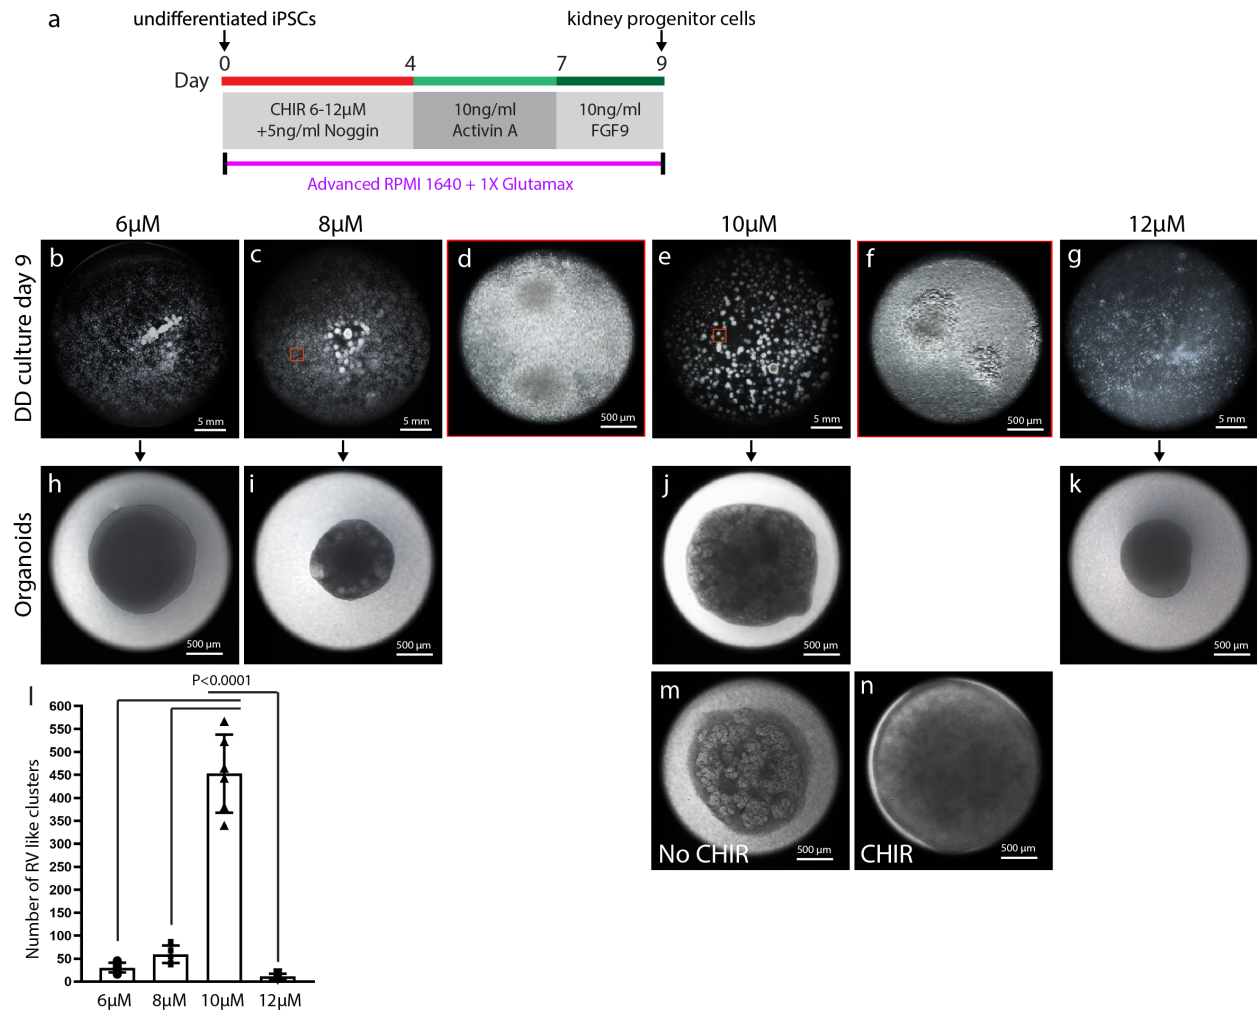 a
undifferentiated iPSCs
kidney progenitor cells
0
4
7
9
Day
CHIR 6-12µM
+5ng/ml Noggin
10ng/ml
Activin A
10ng/ml
FGF9
Advanced RPMI 1640 + 1X Glutamax
6µM
8µM
10µM
12µM
DD culture day 9
b
5 mm
c
5 mm
d
500 µm
e
5 mm
f
500 µm
g
5 mm
Organoids
h
500 µm
i
500 µm
j
500 µm
k
500 µm
l
P<0.0001
Number of RV like clusters
600
550
500
450
400
350
300
250
200
150
100
50
0
6µM
8µM
10µM
12µM
m
No CHIR
500 µm
n
CHIR
500 µm